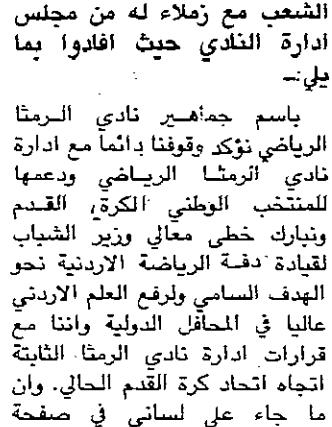 الشعب مع زملاء له من مجلس
ادارة النادي حيث افادوا بما
يلي:ـ
باسم جماهير نادي الرمثا
الرياضي نؤكد وقوفنا دائما مع ادارة
نادي الرمثا الرياضي ودعمها
للمنتخب الوطني الكرة، القدم
ونبارك خطى معالي وزير الشباب
لقيادة دفة الرياضة الاردنية نحو
الهدف السامي ولرفع العلم الاردني
عاليا في المحافل الدولية واننا مع
قرارات ادارة نادي الرمثا الثابتة
اتجاه اتحاد كرة القدم الحالي. وان
ما جاء على لساني في صفحة